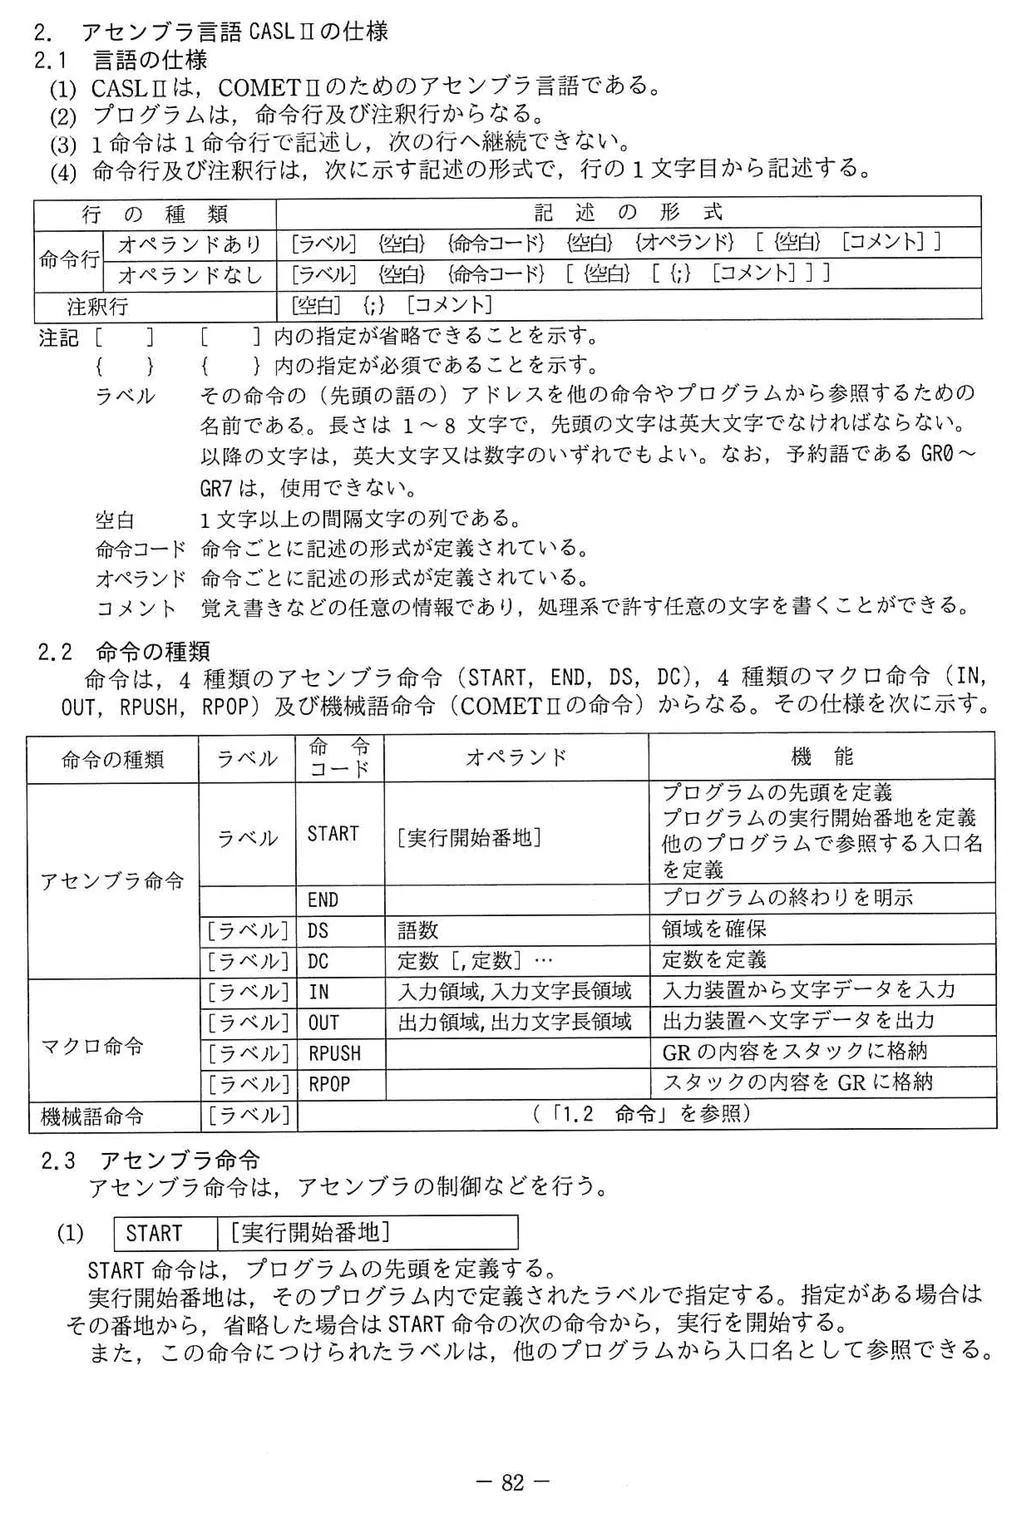 2. アセンブラ言語 CASLⅡの仕様
2.1 言語の仕様
(1) CASLⅡは，COMETⅡのためのアセンブラ言語である。
(2) プログラムは，命令行及び注釈行からなる。
(3) 1命令は1命令行で記述し，次の行へ継続できない。
(4) 命令行及び注釈行は，次に示す記述の形式で，行の1文字目から記述する。
行の種類 記述の形式
命令行 オペランドあり [ラベル] {空白} {命令コード} {空白} {オペランド} [ {空白} [コメント] ]
オペランドなし [ラベル] {空白} {命令コード} [ {空白} [ {;} [コメント] ] ]
注釈行 [空白] {;} [コメント]
注記 [ ] [ ] 内の指定が省略できることを示す。
{ } { } 内の指定が必須であることを示す。
ラベル その命令の（先頭の語の）アドレスを他の命令やプログラムから参照するための
名前である。長さは 1～8 文字で，先頭の文字は英大文字でなければならない。
以降の文字は，英大文字又は数字のいずれでもよい。なお，予約語である GR0～
GR7 は，使用できない。
空白 1文字以上の間隔文字の列である。
命令コード 命令ごとに記述の形式が定義されている。
オペランド 命令ごとに記述の形式が定義されている。
コメント 覚え書きなどの任意の情報であり，処理系で許す任意の文字を書くことができる。
2.2 命令の種類
命令は，4 種類のアセンブラ命令（START，END，DS，DC），4 種類のマクロ命令（IN，
OUT，RPUSH，RPOP）及び機械語命令（COMETⅡの命令）からなる。その仕様を次に示す。
命令の種類 ラベル 命令コード オペランド 機能
アセンブラ命令 ラベル START [実行開始番地] プログラムの先頭を定義
プログラムの実行開始番地を定義
他のプログラムで参照する入口名
を定義
END プログラムの終わりを明示
[ラベル] DS 語数 領域を確保
[ラベル] DC 定数［,定数］… 定数を定義
マクロ命令 [ラベル] IN 入力領域,入力文字長領域 入力装置から文字データを入力
[ラベル] OUT 出力領域,出力文字長領域 出力装置へ文字データを出力
[ラベル] RPUSH GR の内容をスタックに格納
[ラベル] RPOP スタックの内容を GR に格納
機械語命令 [ラベル] （「1.2 命令」を参照）
2.3 アセンブラ命令
アセンブラ命令は，アセンブラの制御などを行う。
(1) START [実行開始番地]
START 命令は，プログラムの先頭を定義する。
実行開始番地は，そのプログラム内で定義されたラベルで指定する。指定がある場合は
その番地から，省略した場合は START 命令の次の命令から，実行を開始する。
また，この命令につけられたラベルは，他のプログラムから入口名として参照できる。
－ 82 －